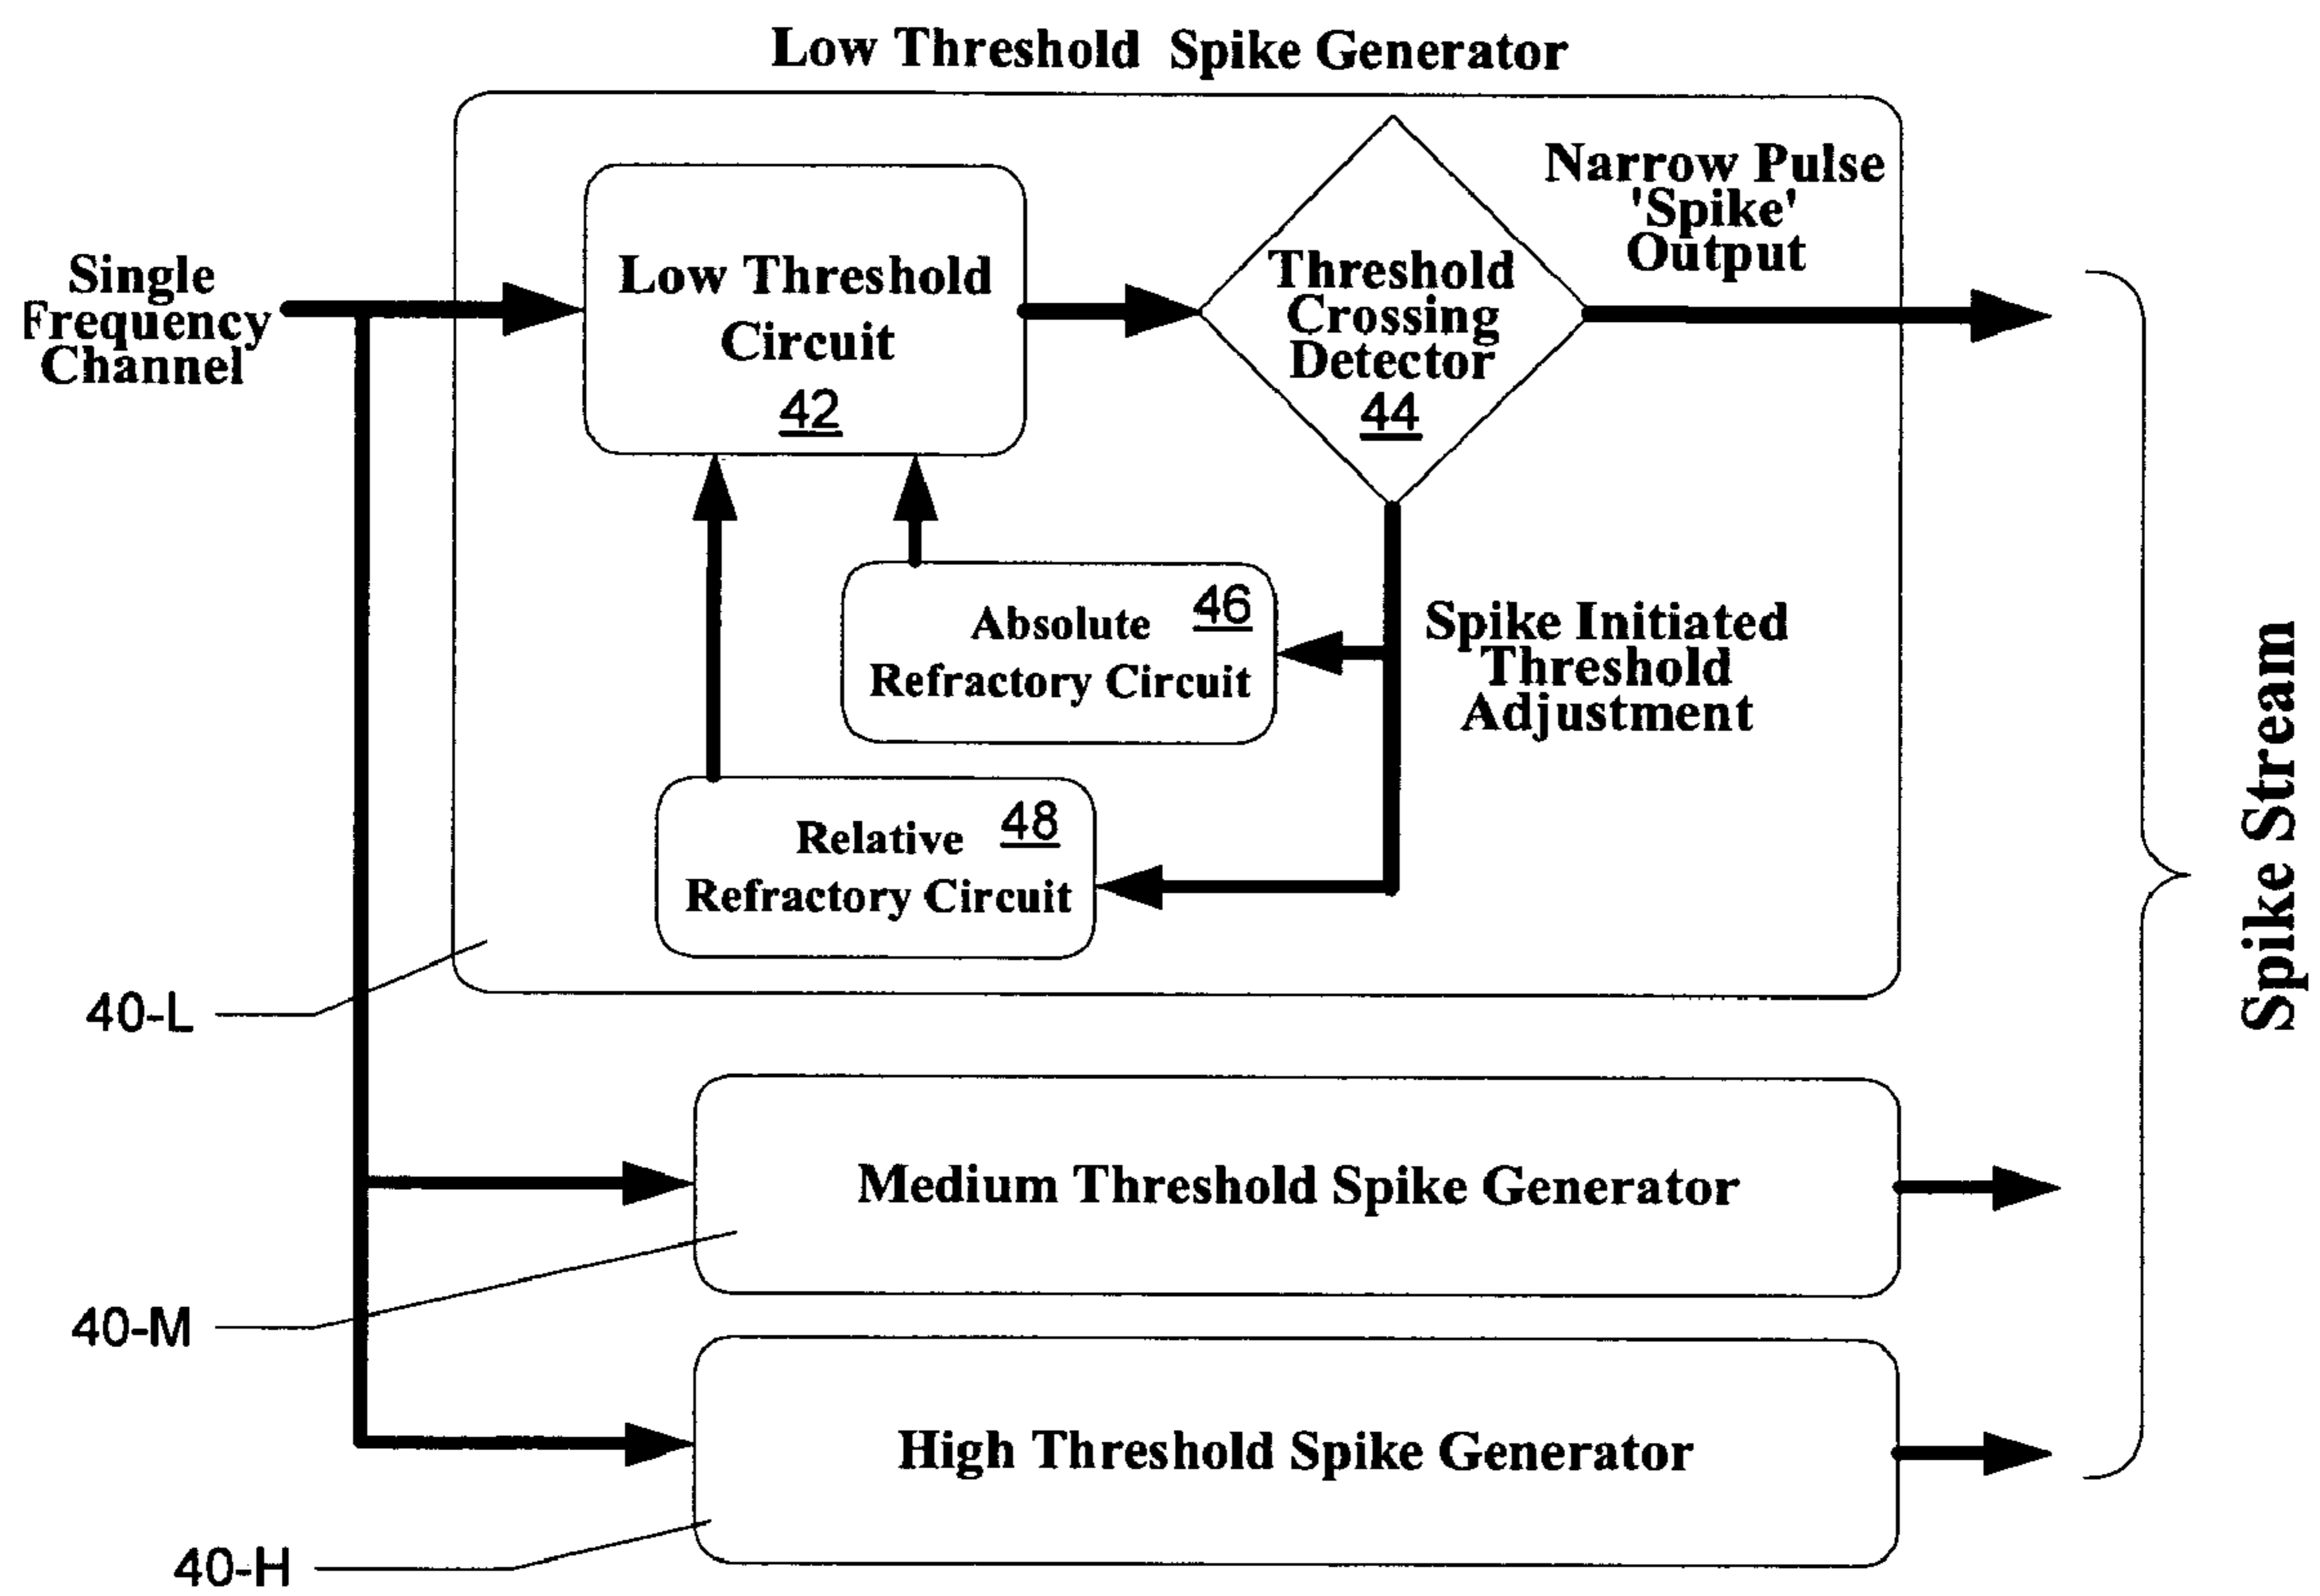 Low Threshold Spike Generator
Single
Frequency
Channel
Low Threshold
Circuit
42
Threshold
Crossing
Detector
44
Narrow Pulse
'Spike'
Output
Absolute 46
Refractory Circuit
Spike Initiated
Threshold
Adjustment
Relative 48
Refractory Circuit
40-L
Medium Threshold Spike Generator
40-M
High Threshold Spike Generator
40-H
Spike Stream